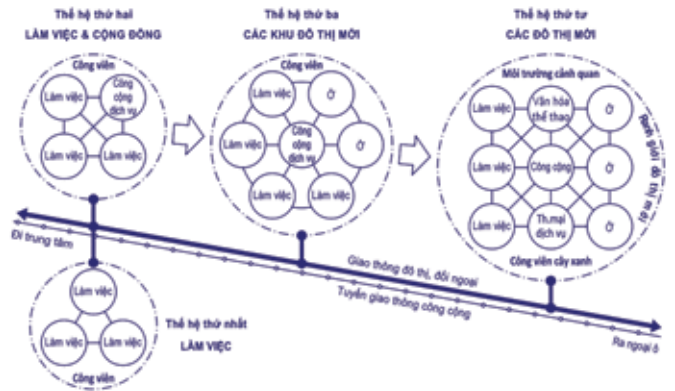 Thế hệ thứ hai
LÀM VIỆC & CỘNG ĐỒNG
Công viên
Làm việc
Công
cộng
dịch vụ
Làm việc
Làm việc
Thế hệ thứ ba
CÁC KHU ĐÔ THỊ MỚI
Công viên
Làm việc
Ở
Làm việc
Công
cộng
dịch vụ
Ở
Làm việc
Làm việc
Thế hệ thứ tư
CÁC ĐÔ THỊ MỚI
Môi trường cảnh quan
Làm việc
Văn hóa
thể thao
Ở
Làm việc
Công cộng
Ở
Làm việc
Th.mại
dịch vụ
Ở
Ranh giới đô thị mới
Công viên cây xanh
Đi trung tâm
Giao thông đô thị, đối ngoại
Tuyến giao thông công cộng
Ra ngoại ô
Làm việc
Làm việc
Làm việc
Công viên
Thế hệ thứ nhất
LÀM VIỆC